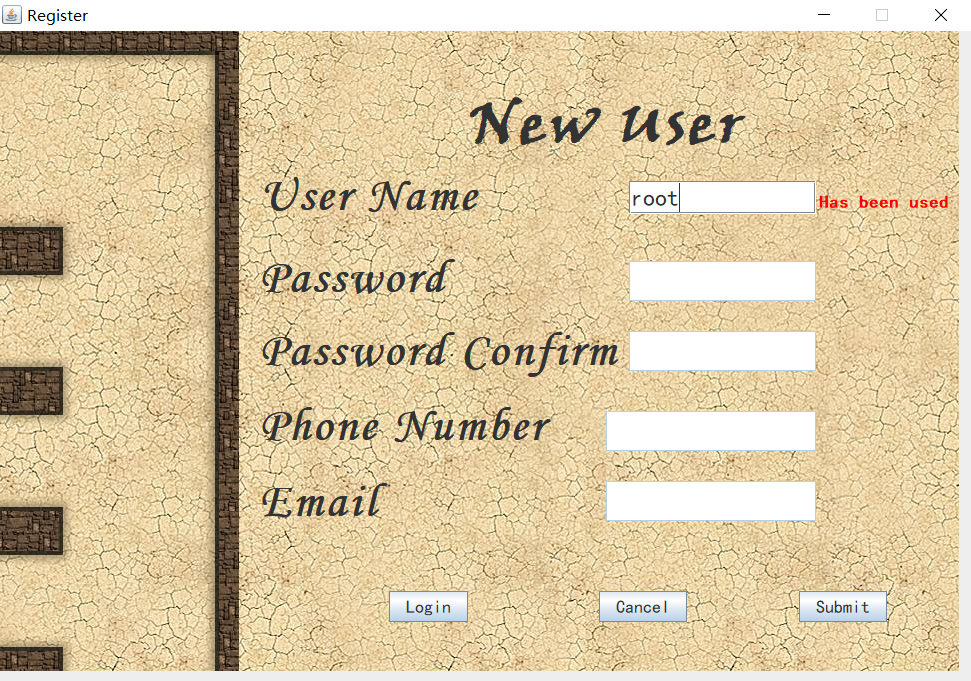 Register
New User
User Name root Has been used
Password
Password Confirm
Phone Number
Email
Login Cancel Submit